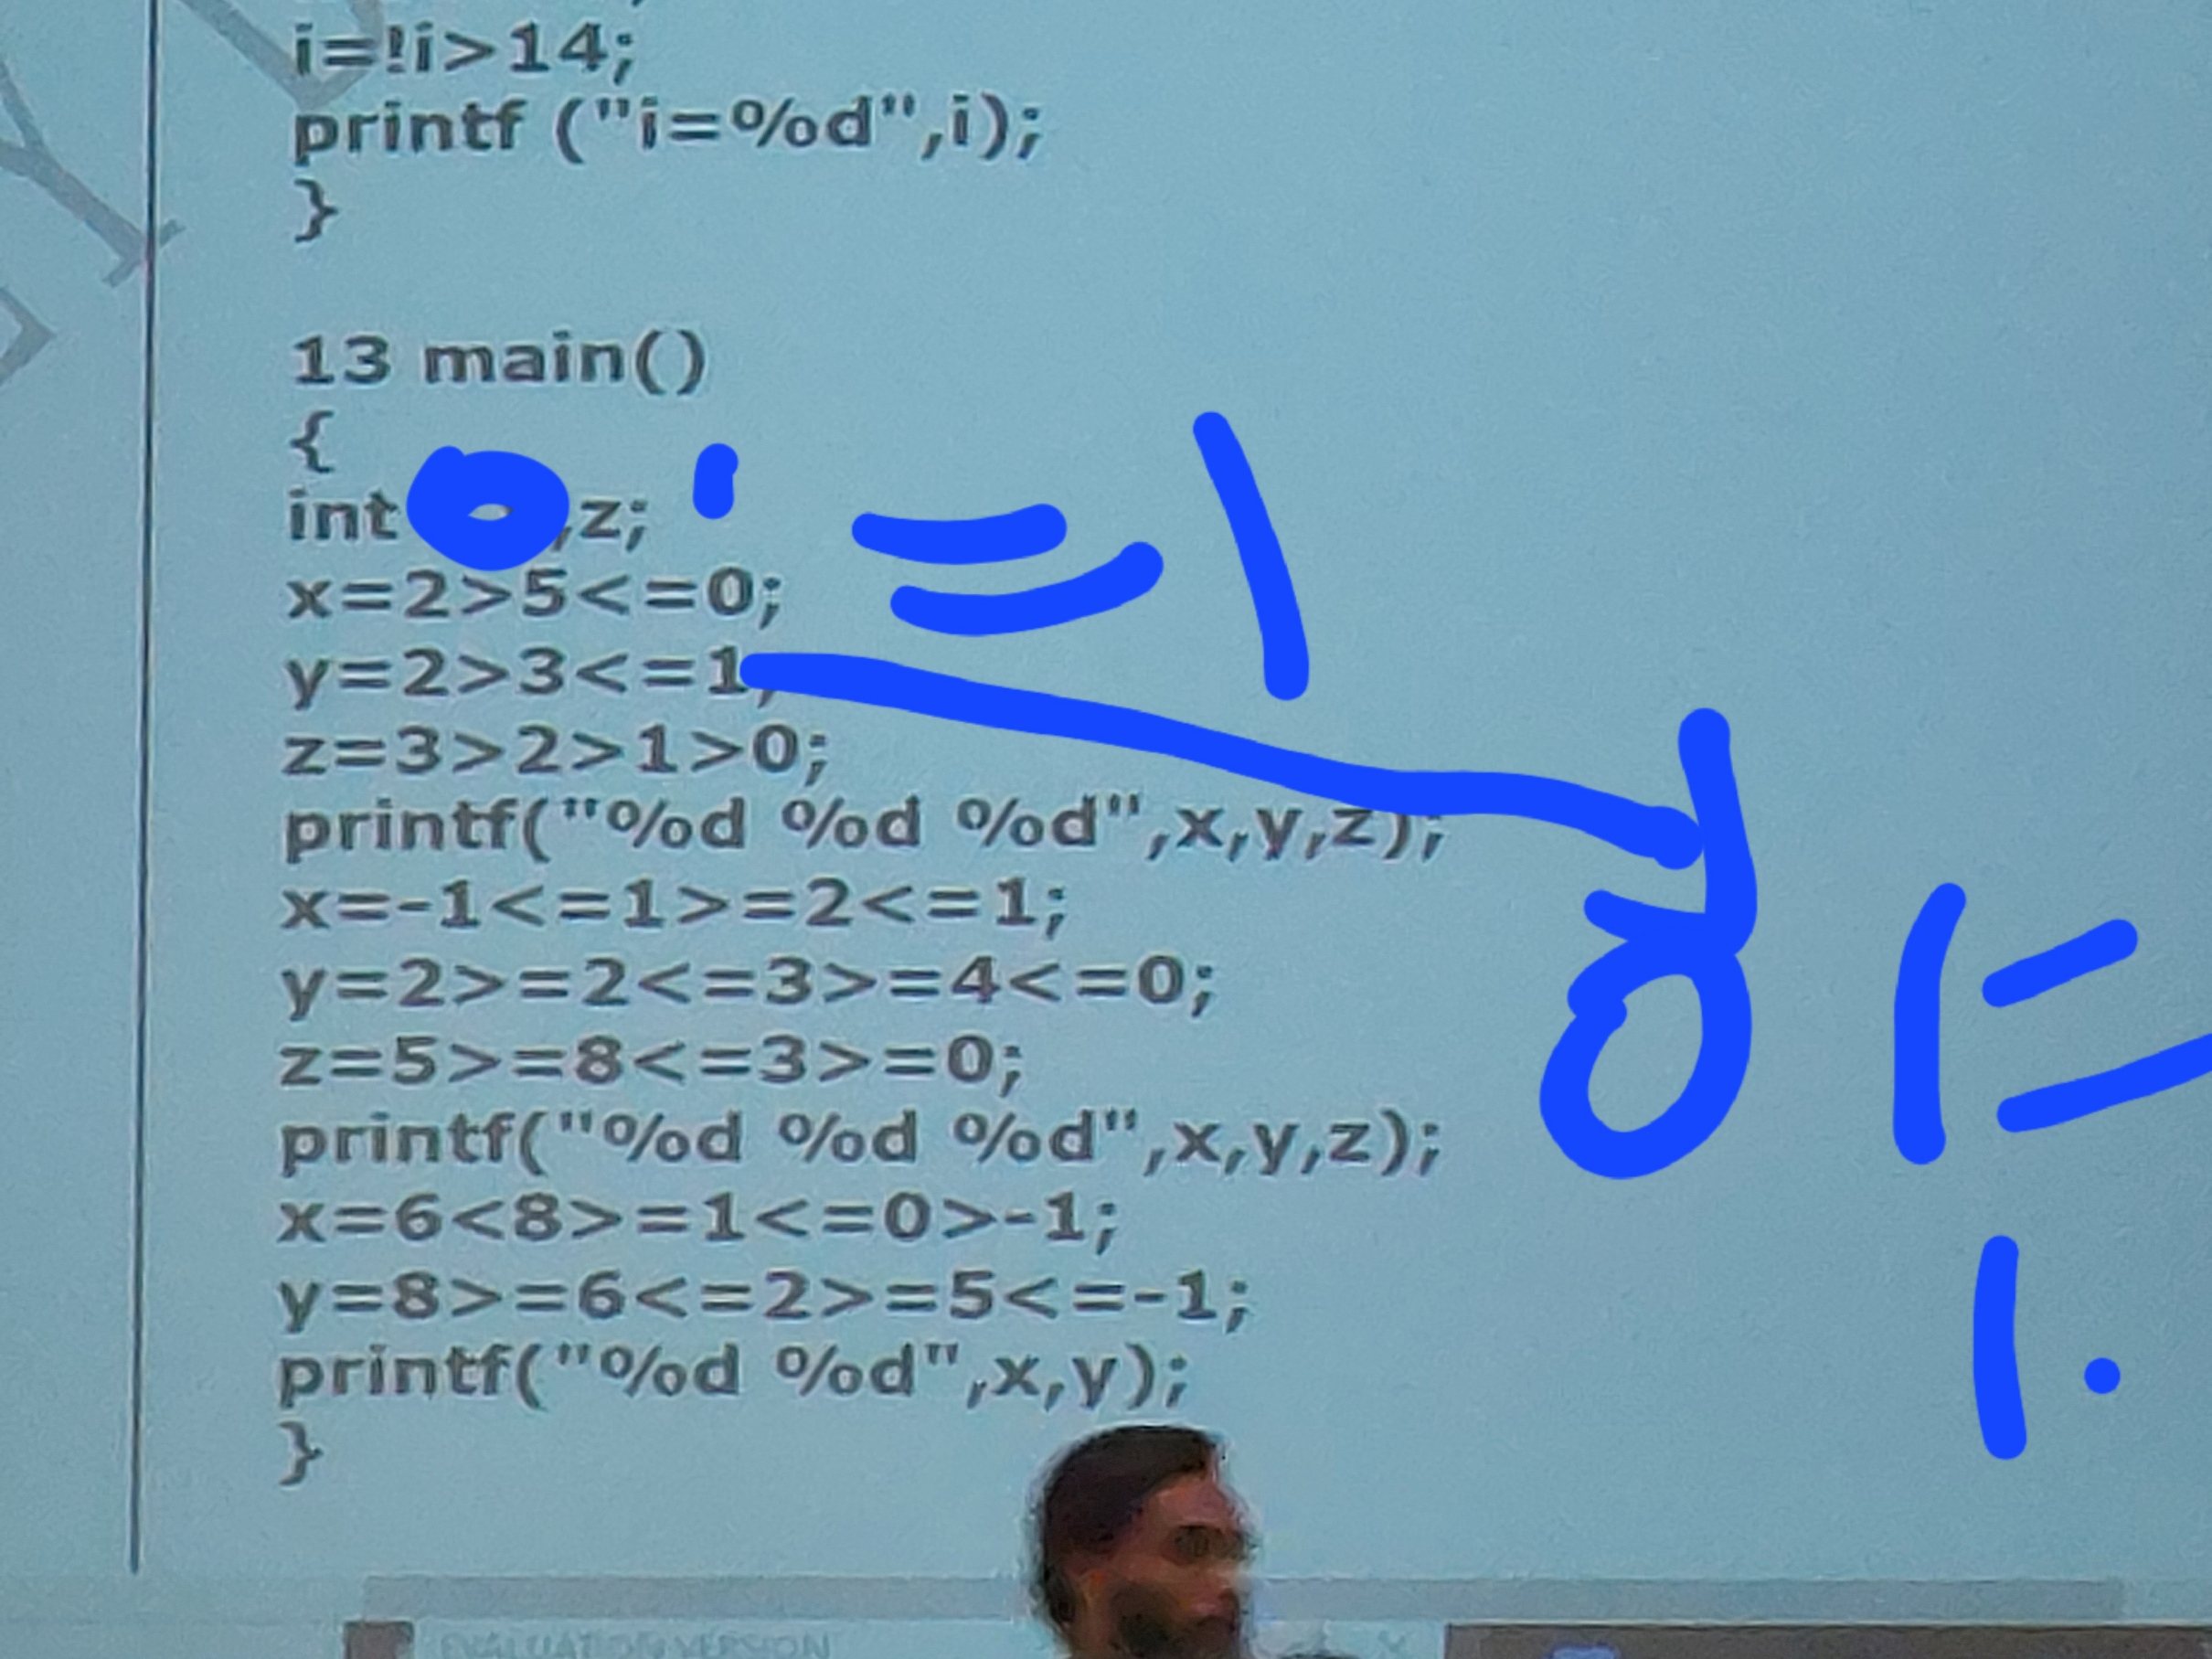 i=!i>14;
printf ("i=%d",i);
}
13 main()
{
int ,z;
x=2>5<=0;
y=2>3<=1
z=3>2>1>0;
printf("%d %d %d",x,y,z);
x=-1<=1>=2<=1;
y=2>=2<=3>=4<=0;
z=5>=8<=3>=0;
printf("%d %d %d",x,y,z);
x=6<8>=1<=0>-1;
y=8>=6<=2>=5<=-1;
printf("%d %d",x,y);
}
EVALUATION VERSION